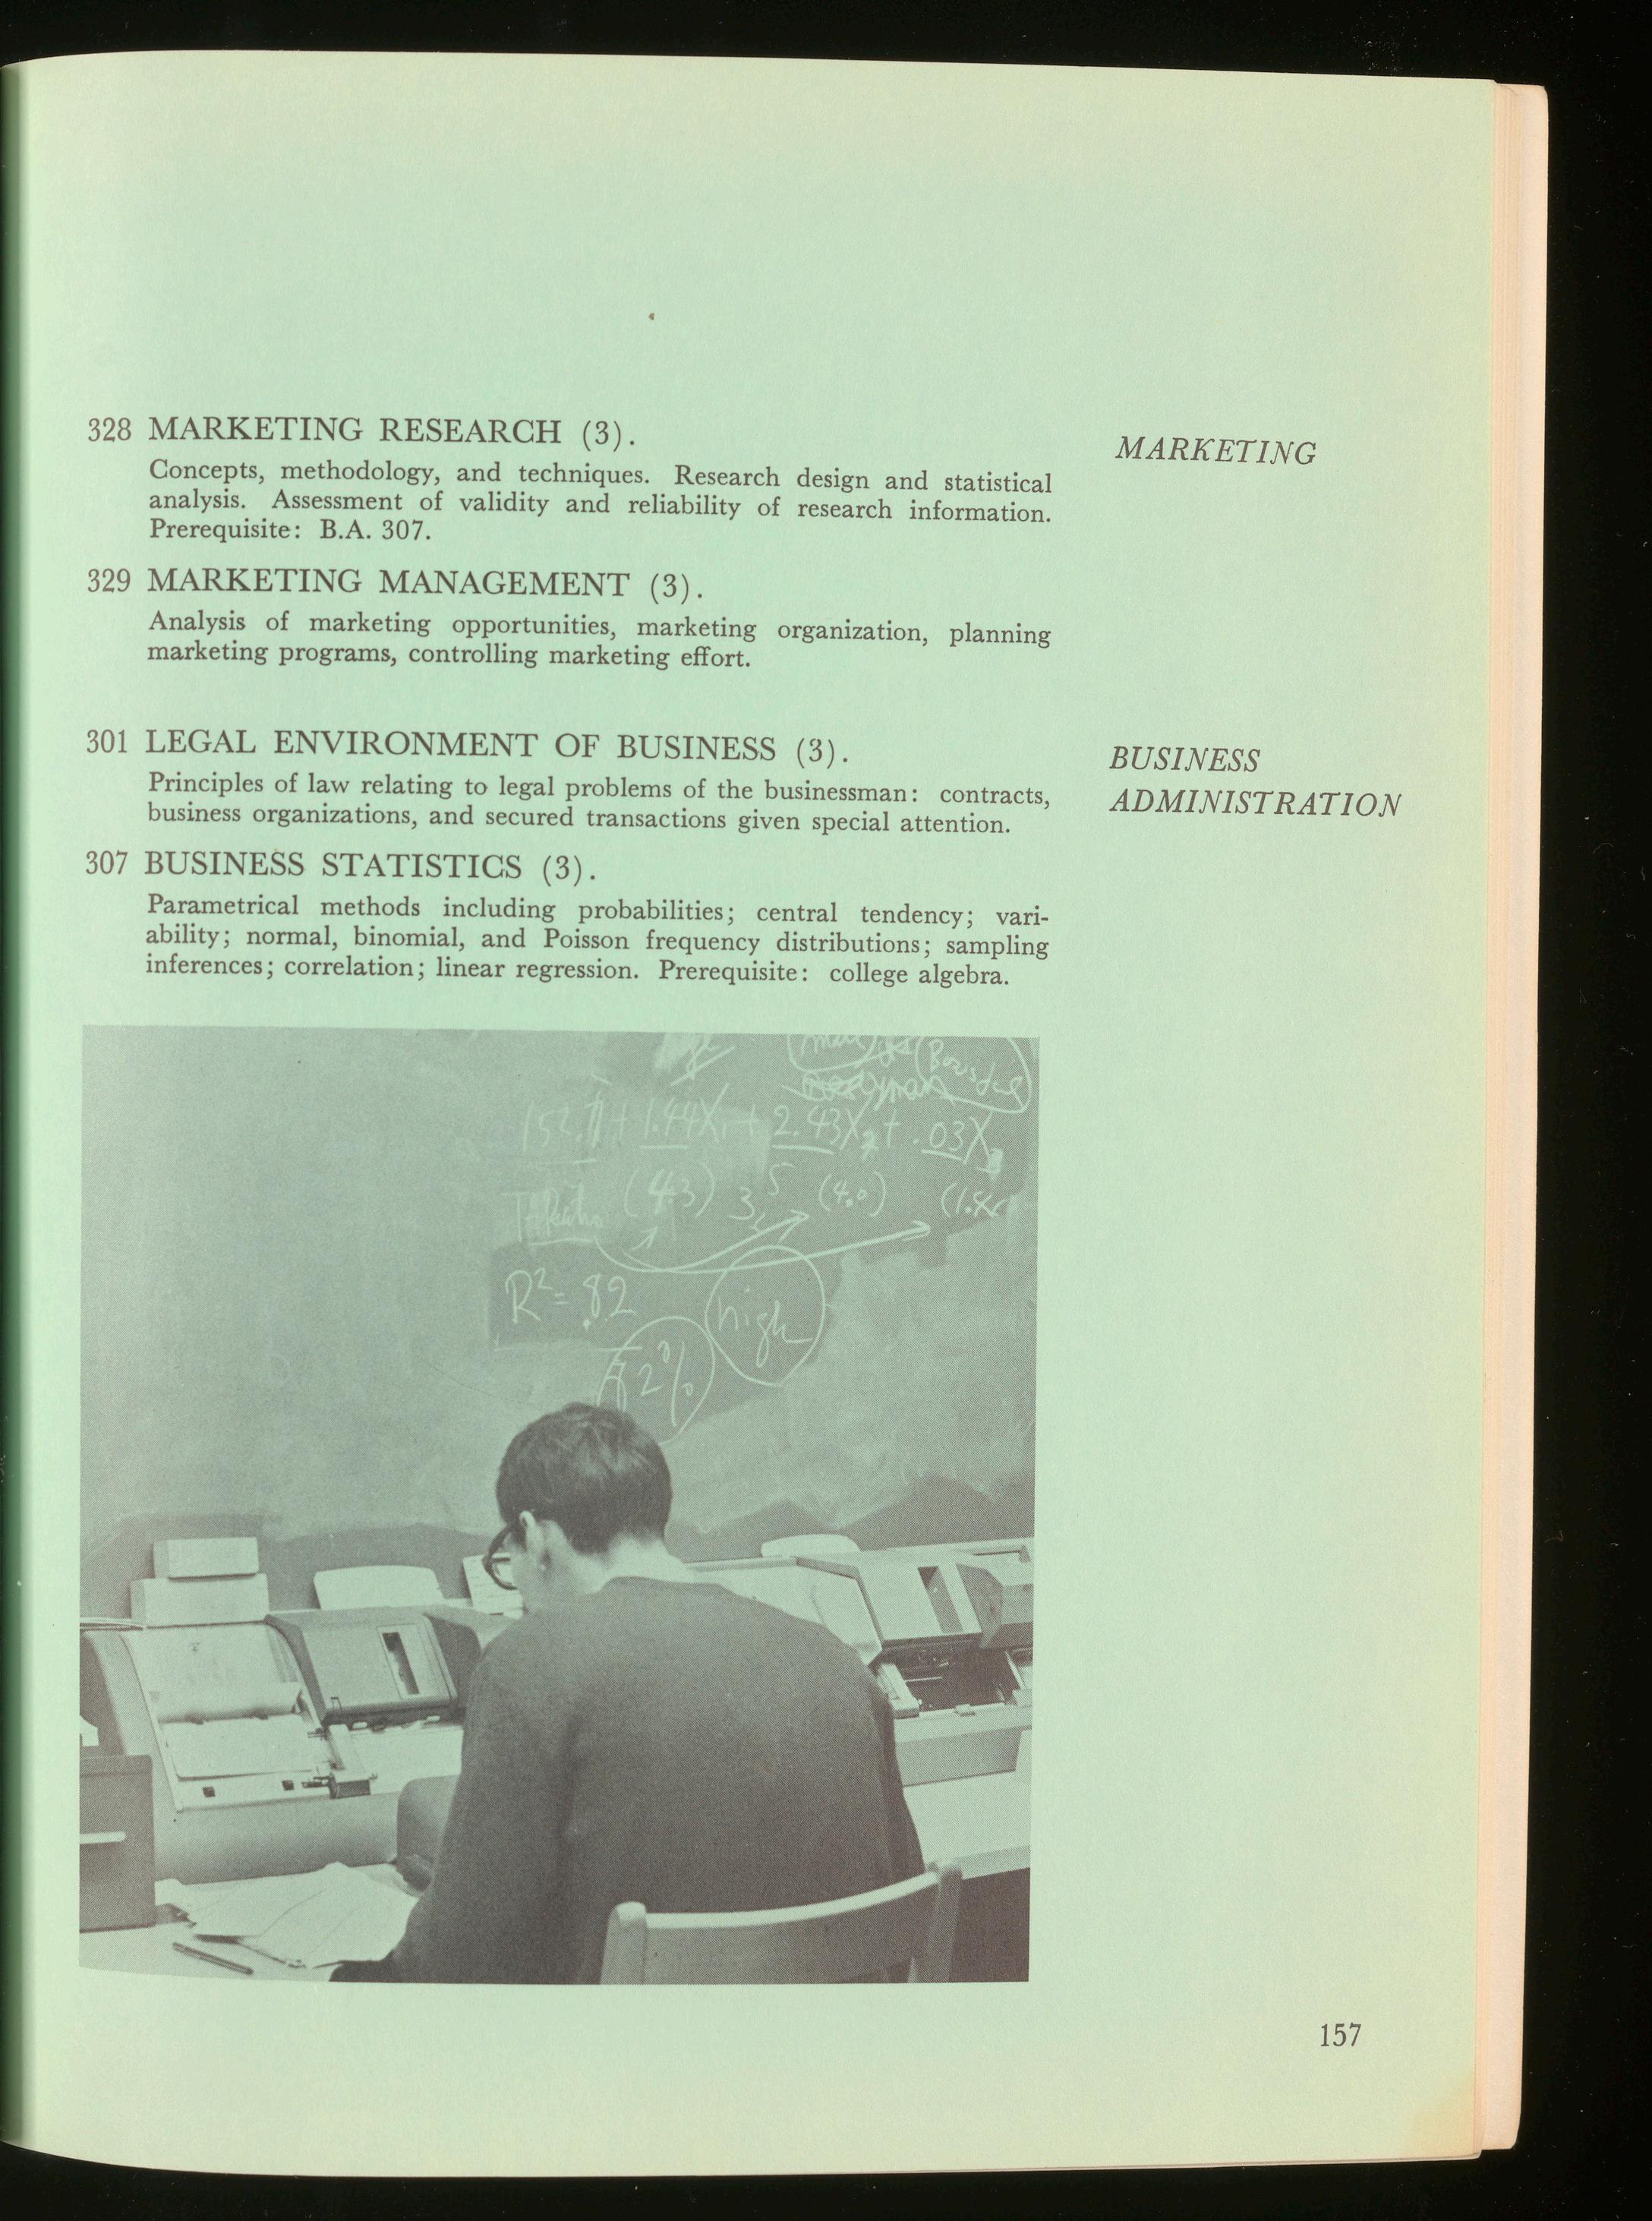 328 MARKETING RESEARCH (3).
MARKETING
Concepts, methodology, and techniques. Research design and statistical
analysis. Assessment of validity and reliability of research information.
Prerequisite: B.A. 307.
329 MARKETING MANAGEMENT (3).
Analysis of marketing opportunities, marketing organization, planning
marketing programs, controlling marketing effort.
301 LEGAL ENVIRONMENT OF BUSINESS (3).
BUSINESS
ADMINISTRATION
Principles of law relating to legal problems of the businessman: contracts,
business organizations, and secured transactions given special attention.
307 BUSINESS STATISTICS (3).
Parametrical methods including probabilities; central tendency; vari-
ability; normal, binomial, and Poisson frequency distributions; sampling
inferences; correlation; linear regression. Prerequisite: college algebra.
+ 1.44X₁ + 2.43X₂ + .03X
(4.3) (4.0)
R² = .82
high
157